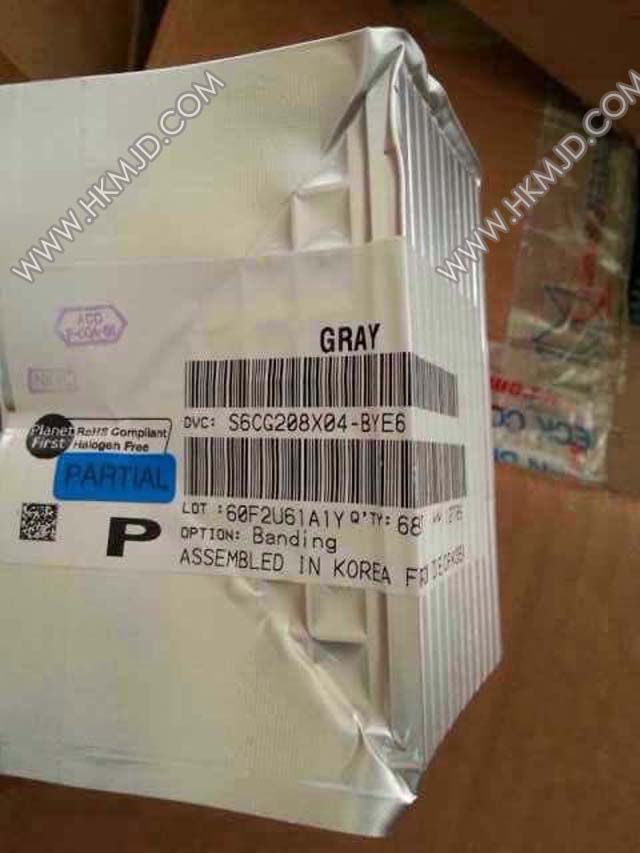 WWW.HKMJD.COM
WWW.HKMJD.COM
GRAY
DVC: S6CG208X04-BYE6
Planet First
RoHS Compliant
Halogen Free
PARTIAL
LOT :60F2U61A1Y Q'TY: 68
P
OPTION: Banding
ASSEMBLED IN KOREA